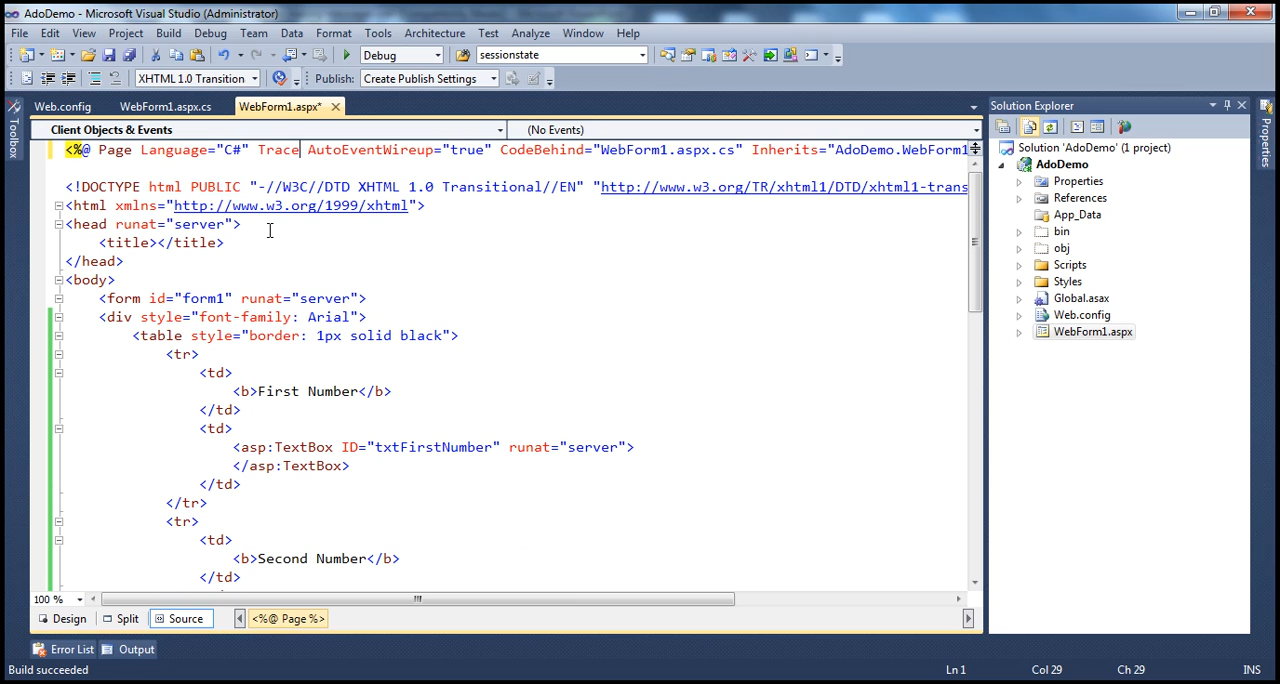 AdoDemo - Microsoft Visual Studio (Administrator)
File Edit View Project Build Debug Team Data Format Tools Architecture Test Analyze Window Help
Debug sessionstate
XHTML 1.0 Transition Publish: Create Publish Settings
Web.config WebForm1.aspx.cs WebForm1.aspx*
Client Objects & Events (No Events)
<%@ Page Language="C#" Trace AutoEventWireup="true" CodeBehind="WebForm1.aspx.cs" Inherits="AdoDemo.WebForm1
<!DOCTYPE html PUBLIC "-//W3C//DTD XHTML 1.0 Transitional//EN" "http://www.w3.org/TR/xhtml1/DTD/xhtml1-trans
<html xmlns="http://www.w3.org/1999/xhtml">
<head runat="server">
<title></title>
</head>
<body>
<form id="form1" runat="server">
<div style="font-family: Arial">
<table style="border: 1px solid black">
<tr>
<td>
<b>First Number</b>
</td>
<td>
<asp:TextBox ID="txtFirstNumber" runat="server">
</asp:TextBox>
</td>
</tr>
<tr>
<td>
<b>Second Number</b>
</td>
100 %
Design Split Source <%@ Page %>
Error List Output
Build succeeded Ln 1 Col 29 Ch 29 INS
Toolbox
Solution Explorer
Solution 'AdoDemo' (1 project)
AdoDemo
Properties
References
App_Data
bin
obj
Scripts
Styles
Global.asax
Web.config
WebForm1.aspx
Properties